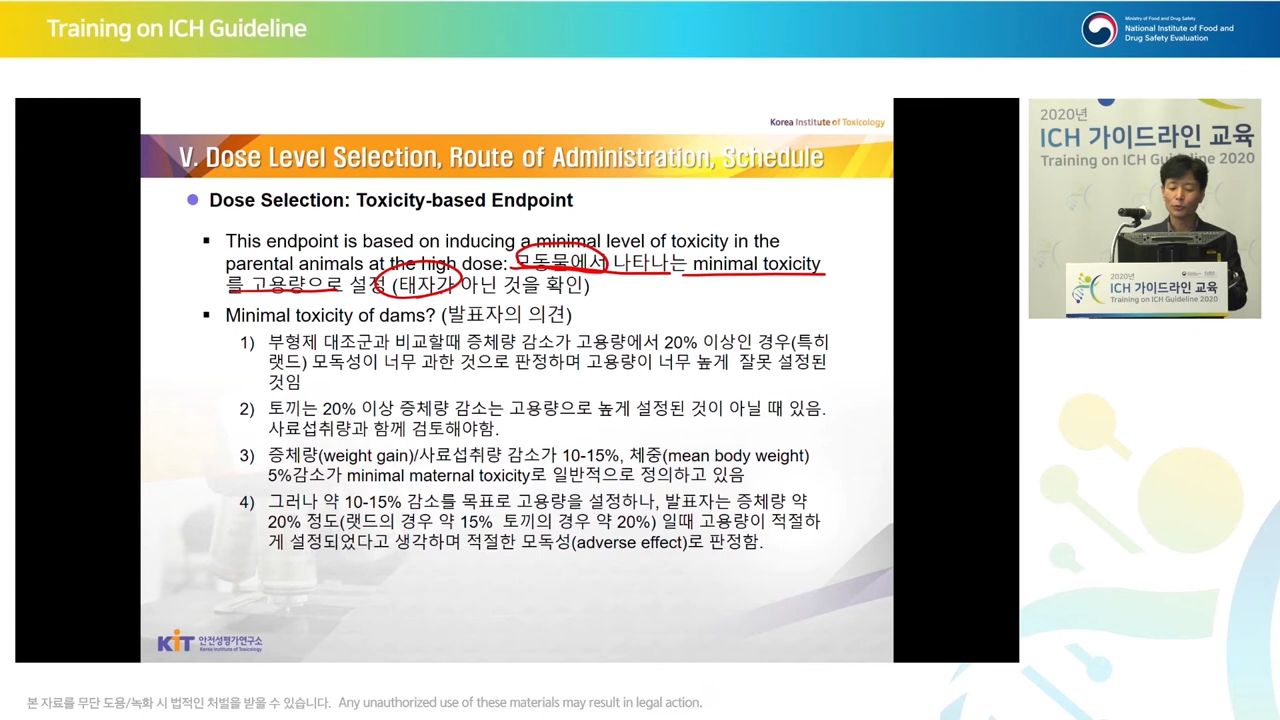 Training on ICH Guideline
Ministry of Food and Drug Safety
National Institute of Food and
Drug Safety Evaluation
Korea Institute of Toxicology
V. Dose Level Selection, Route of Administration, Schedule
Dose Selection: Toxicity-based Endpoint
This endpoint is based on inducing a minimal level of toxicity in the
parental animals at the high dose: 모동물에서 나타나는 minimal toxicity
를 고용량으로 설정 (태자가 아닌 것을 확인)
Minimal toxicity of dams? (발표자의 의견)
1) 부형제 대조군과 비교할때 증체량 감소가 고용량에서 20% 이상인 경우(특히
랫드) 모독성이 너무 과한 것으로 판정하며 고용량이 너무 높게 잘못 설정된
것임
2) 토끼는 20% 이상 증체량 감소는 고용량으로 높게 설정된 것이 아닐 때 있음.
사료섭취량과 함께 검토해야함.
3) 증체량(weight gain)/사료섭취량 감소가 10-15%, 체중(mean body weight)
5%감소가 minimal maternal toxicity로 일반적으로 정의하고 있음
4) 그러나 약 10-15% 감소를 목표로 고용량을 설정하나, 발표자는 증체량 약
20% 정도(랫드의 경우 약 15% 토끼의 경우 약 20%) 일때 고용량이 적절하
게 설정되었다고 생각하며 적절한 모독성(adverse effect)로 판정함.
KIT 안전성평가연구소
Korea Institute of Toxicology
2020년
ICH 가이드라인 교육
Training on ICH Guideline 2020
2020년
ICH 가이드라인 교육
Training on ICH Guideline 2020
본 자료를 무단 도용/녹화 시 법적인 처벌을 받을 수 있습니다. Any unauthorized use of these materials may result in legal action.